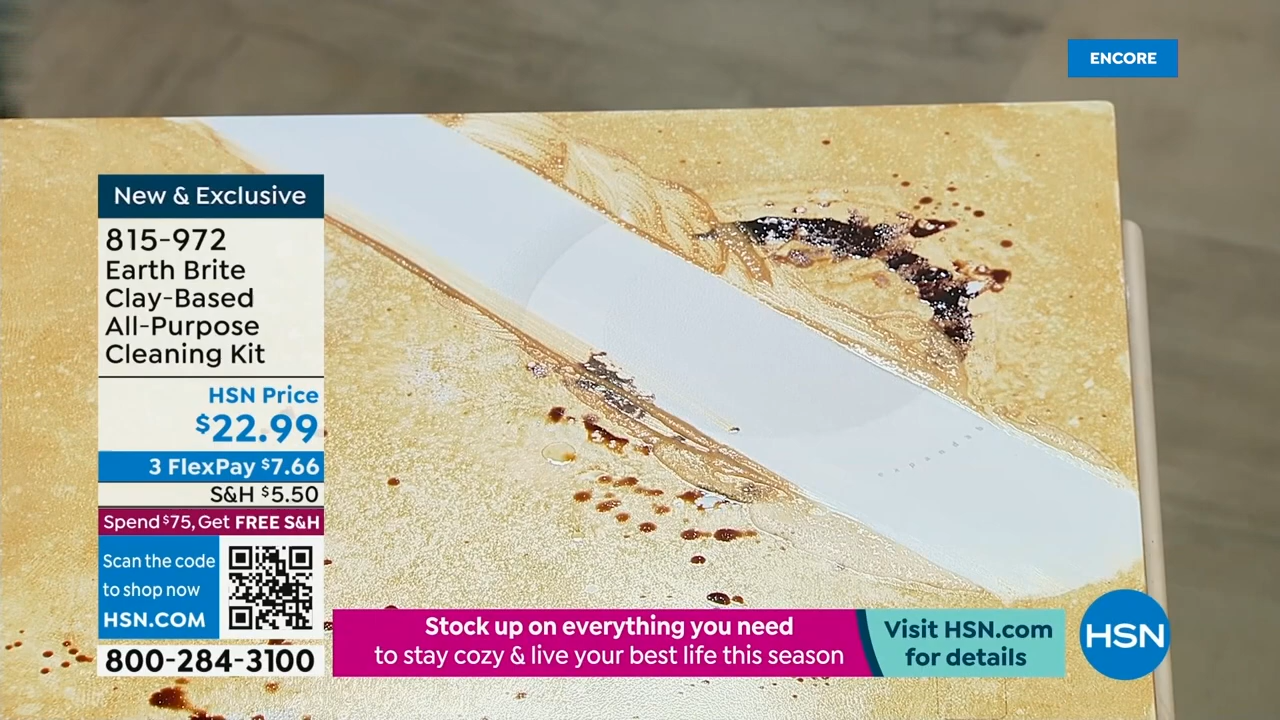 ENCORE
New & Exclusive
815-972
Earth Brite
Clay-Based
All-Purpose
Cleaning Kit
HSN Price
$22.99
3 FlexPay $7.66
S&H $5.50
Spend $75, Get FREE S&H
Scan the code
to shop now
HSN.COM
800-284-3100
Stock up on everything you need
to stay cozy & live your best life this season
Visit HSN.com
for details
HSN